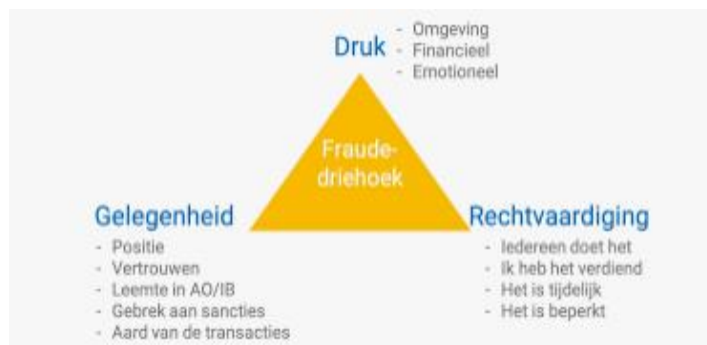 Druk
- Omgeving
- Financieel
- Emotioneel
Fraude-
driehoek
Gelegenheid
- Positie
- Vertrouwen
- Leemte in AO/IB
- Gebrek aan sancties
- Aard van de transacties
Rechtvaardiging
- Iedereen doet het
- Ik heb het verdiend
- Het is tijdelijk
- Het is beperkt